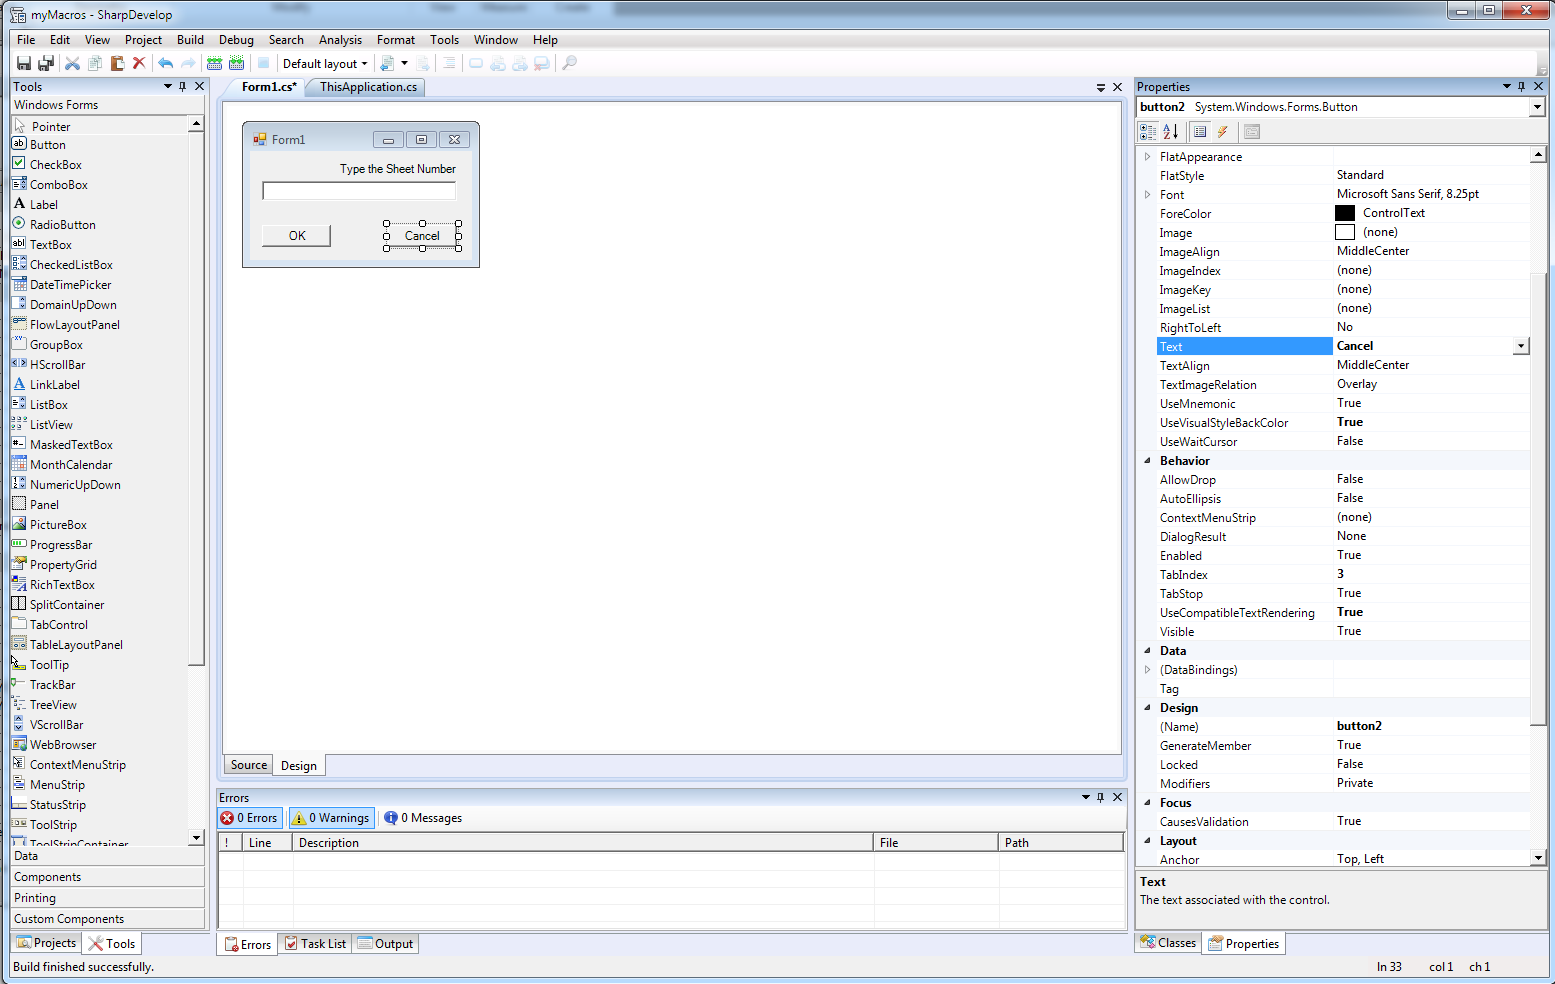 myMacros - SharpDevelop
File Edit View Project Build Debug Search Analysis Format Tools Window Help
Default layout
Tools
Windows Forms
Pointer
Button
CheckBox
ComboBox
Label
RadioButton
TextBox
CheckedListBox
DateTimePicker
DomainUpDown
FlowLayoutPanel
GroupBox
HScrollBar
LinkLabel
ListBox
ListView
MaskedTextBox
MonthCalendar
NumericUpDown
Panel
PictureBox
ProgressBar
PropertyGrid
RichTextBox
SplitContainer
TabControl
TableLayoutPanel
ToolTip
TrackBar
TreeView
VScrollBar
WebBrowser
ContextMenuStrip
MenuStrip
StatusStrip
ToolStrip
ToolStripContainer
Data
Components
Printing
Custom Components
Projects Tools
Form1.cs* ThisApplication.cs
Form1
Type the Sheet Number
OK Cancel
Source Design
Errors
0 Errors 0 Warnings 0 Messages
! Line Description File Path
Errors Task List Output
Properties
button2 System.Windows.Forms.Button
FlatAppearance
FlatStyle Standard
Font Microsoft Sans Serif, 8.25pt
ForeColor ControlText
Image (none)
ImageAlign MiddleCenter
ImageIndex (none)
ImageKey (none)
ImageList (none)
RightToLeft No
Text Cancel
TextAlign MiddleCenter
TextImageRelation Overlay
UseMnemonic True
UseVisualStyleBackColor True
UseWaitCursor False
Behavior
AllowDrop False
AutoEllipsis False
ContextMenuStrip (none)
DialogResult None
Enabled True
TabIndex 3
TabStop True
UseCompatibleTextRendering True
Visible True
Data
(DataBindings)
Tag
Design
(Name) button2
GenerateMember True
Locked False
Modifiers Private
Focus
CausesValidation True
Layout
Anchor Top, Left
Text
The text associated with the control.
Classes Properties
Build finished successfully. ln 33 col 1 ch 1